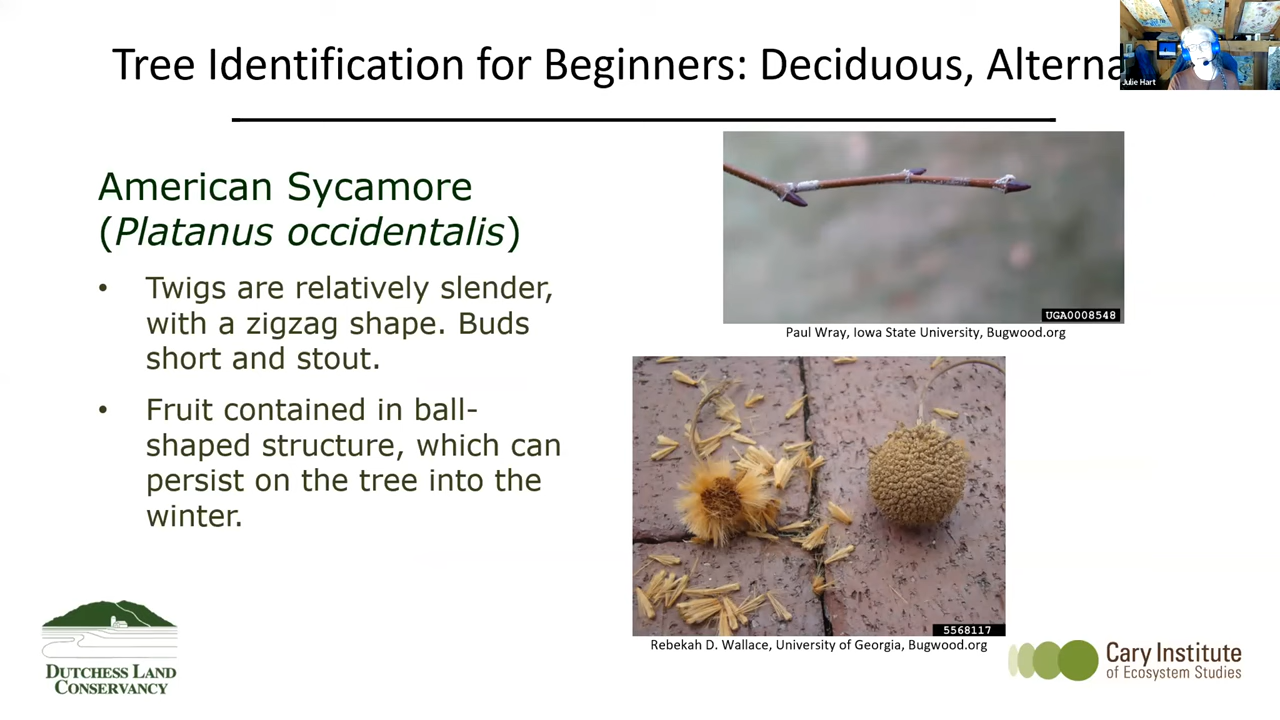 Tree Identification for Beginners: Deciduous, Alterna
Julie Hart
American Sycamore
(Platanus occidentalis)
• Twigs are relatively slender,
with a zigzag shape. Buds
short and stout.
• Fruit contained in ball-
shaped structure, which can
persist on the tree into the
winter.
UGA0008548
Paul Wray, Iowa State University, Bugwood.org
5568117
Rebekah D. Wallace, University of Georgia, Bugwood.org
DUTCHESS LAND
CONSERVANCY
Cary Institute
of Ecosystem Studies